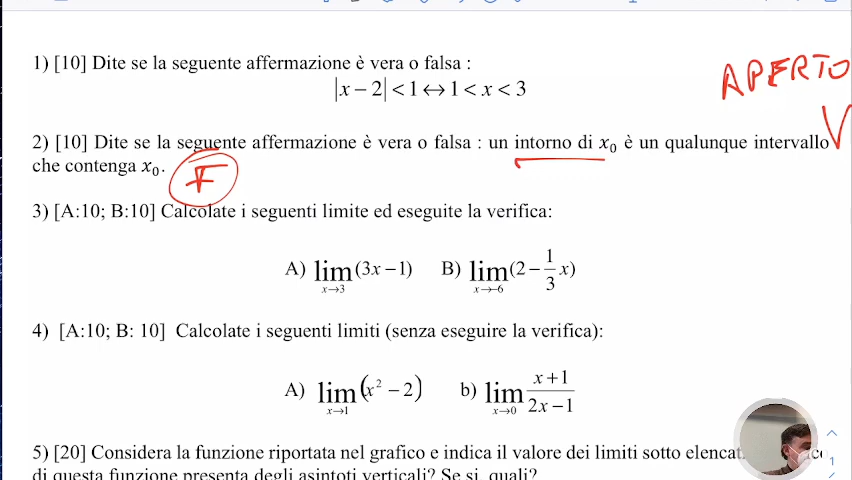 1) [10] Dite se la seguente affermazione è vera o falsa :
|x − 2| < 1 ↔ 1 < x < 3
APERTO
V
2) [10] Dite se la seguente affermazione è vera o falsa : un intorno di x₀ è un qualunque intervallo
che contenga x₀.
F
3) [A:10; B:10] Calcolate i seguenti limite ed eseguite la verifica:
A) lim x→3 (3x − 1) B) lim x→−6 (2 − 1/3 x)
4) [A:10; B: 10] Calcolate i seguenti limiti (senza eseguire la verifica):
A) lim x→1 (x² − 2) b) lim x→0 x+1/2x−1
5) [20] Considera la funzione riportata nel grafico e indica il valore dei limiti sotto
di questa funzione presenta degli asintoti verticali? Se si, quali?
1